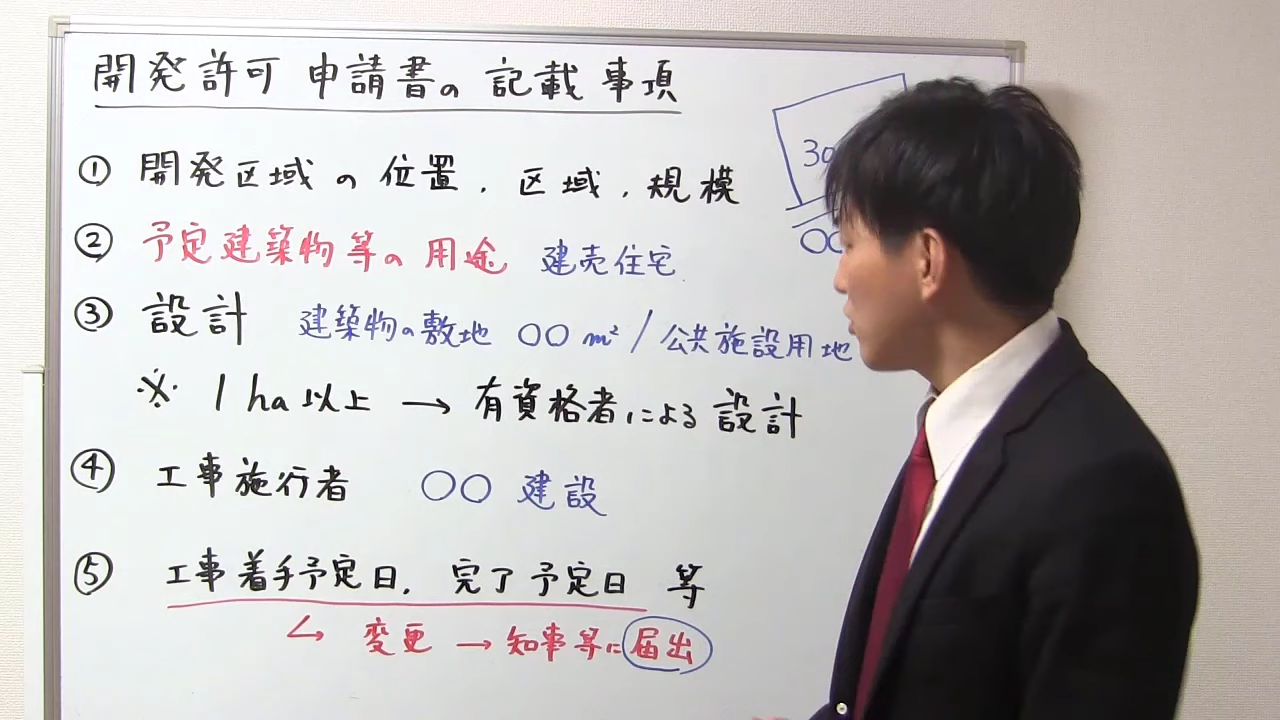 開発許可 申請書の 記載 事項
① 開発区域 の 位置、区域、規模
② 予定建築物等の 用途 建売住宅
③ 設計 建築物の敷地 〇〇㎡ / 公共施設用地
※ 1ha以上 → 有資格者による 設計
④ 工事施行者 〇〇 建設
⑤ 工事着手予定日、完了予定日 等
↳ 変更 → 知事等に届出
30